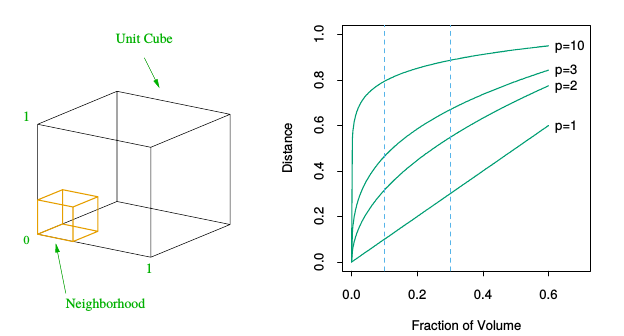 Unit Cube
1
0
1
Neighborhood
Distance
1.0
0.8
0.6
0.4
0.2
0.0
p=10
p=3
p=2
p=1
0.0 0.2 0.4 0.6
Fraction of Volume